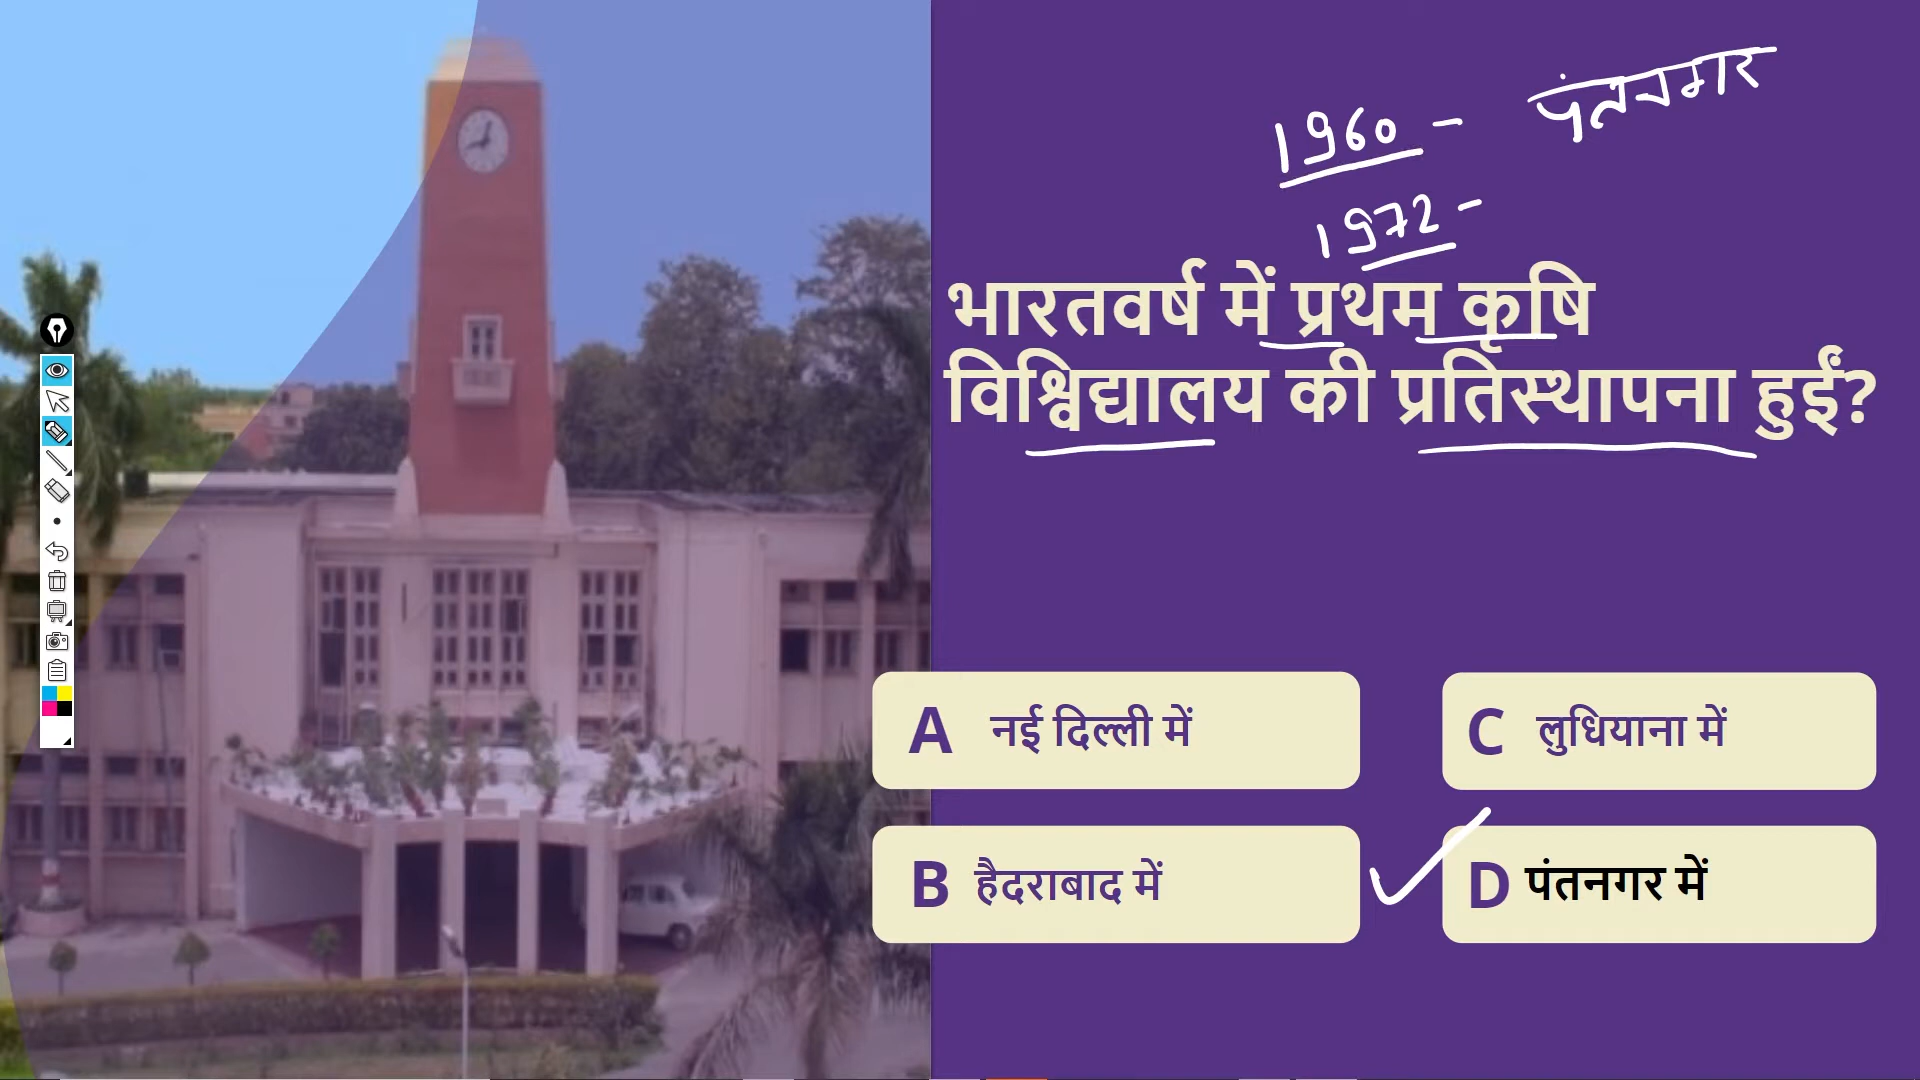 1960 - पंतनगर
1972 -
भारतवर्ष में प्रथम कृषि
विश्विद्यालय की प्रतिस्थापना हुईं?
A नई दिल्ली में
C लुधियाना में
B हैदराबाद में
D पंतनगर में